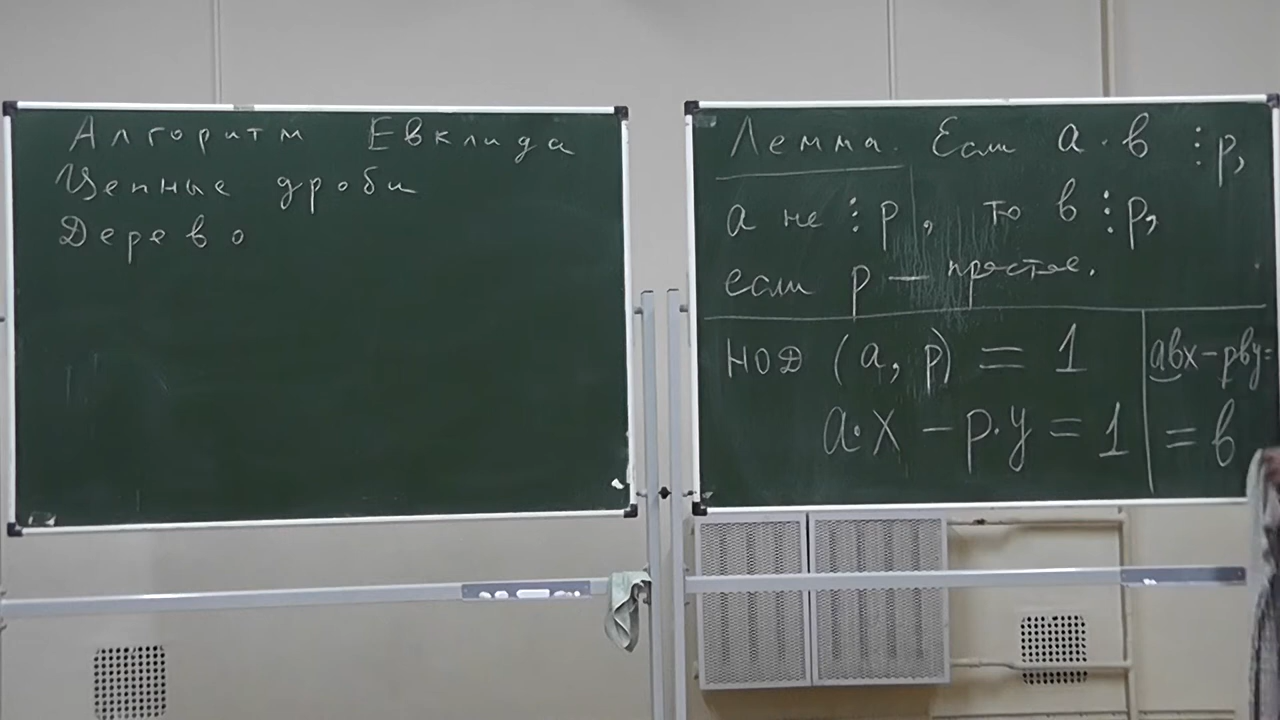 Алгоритм Евклида
Цепные дроби
Дерево
Лемма. Если a · b ⋮ p,
a не ⋮ p, то b ⋮ p,
если p — простое.
НОД (a, p) = 1
a · x − p · y = 1
abx − pby =
= b